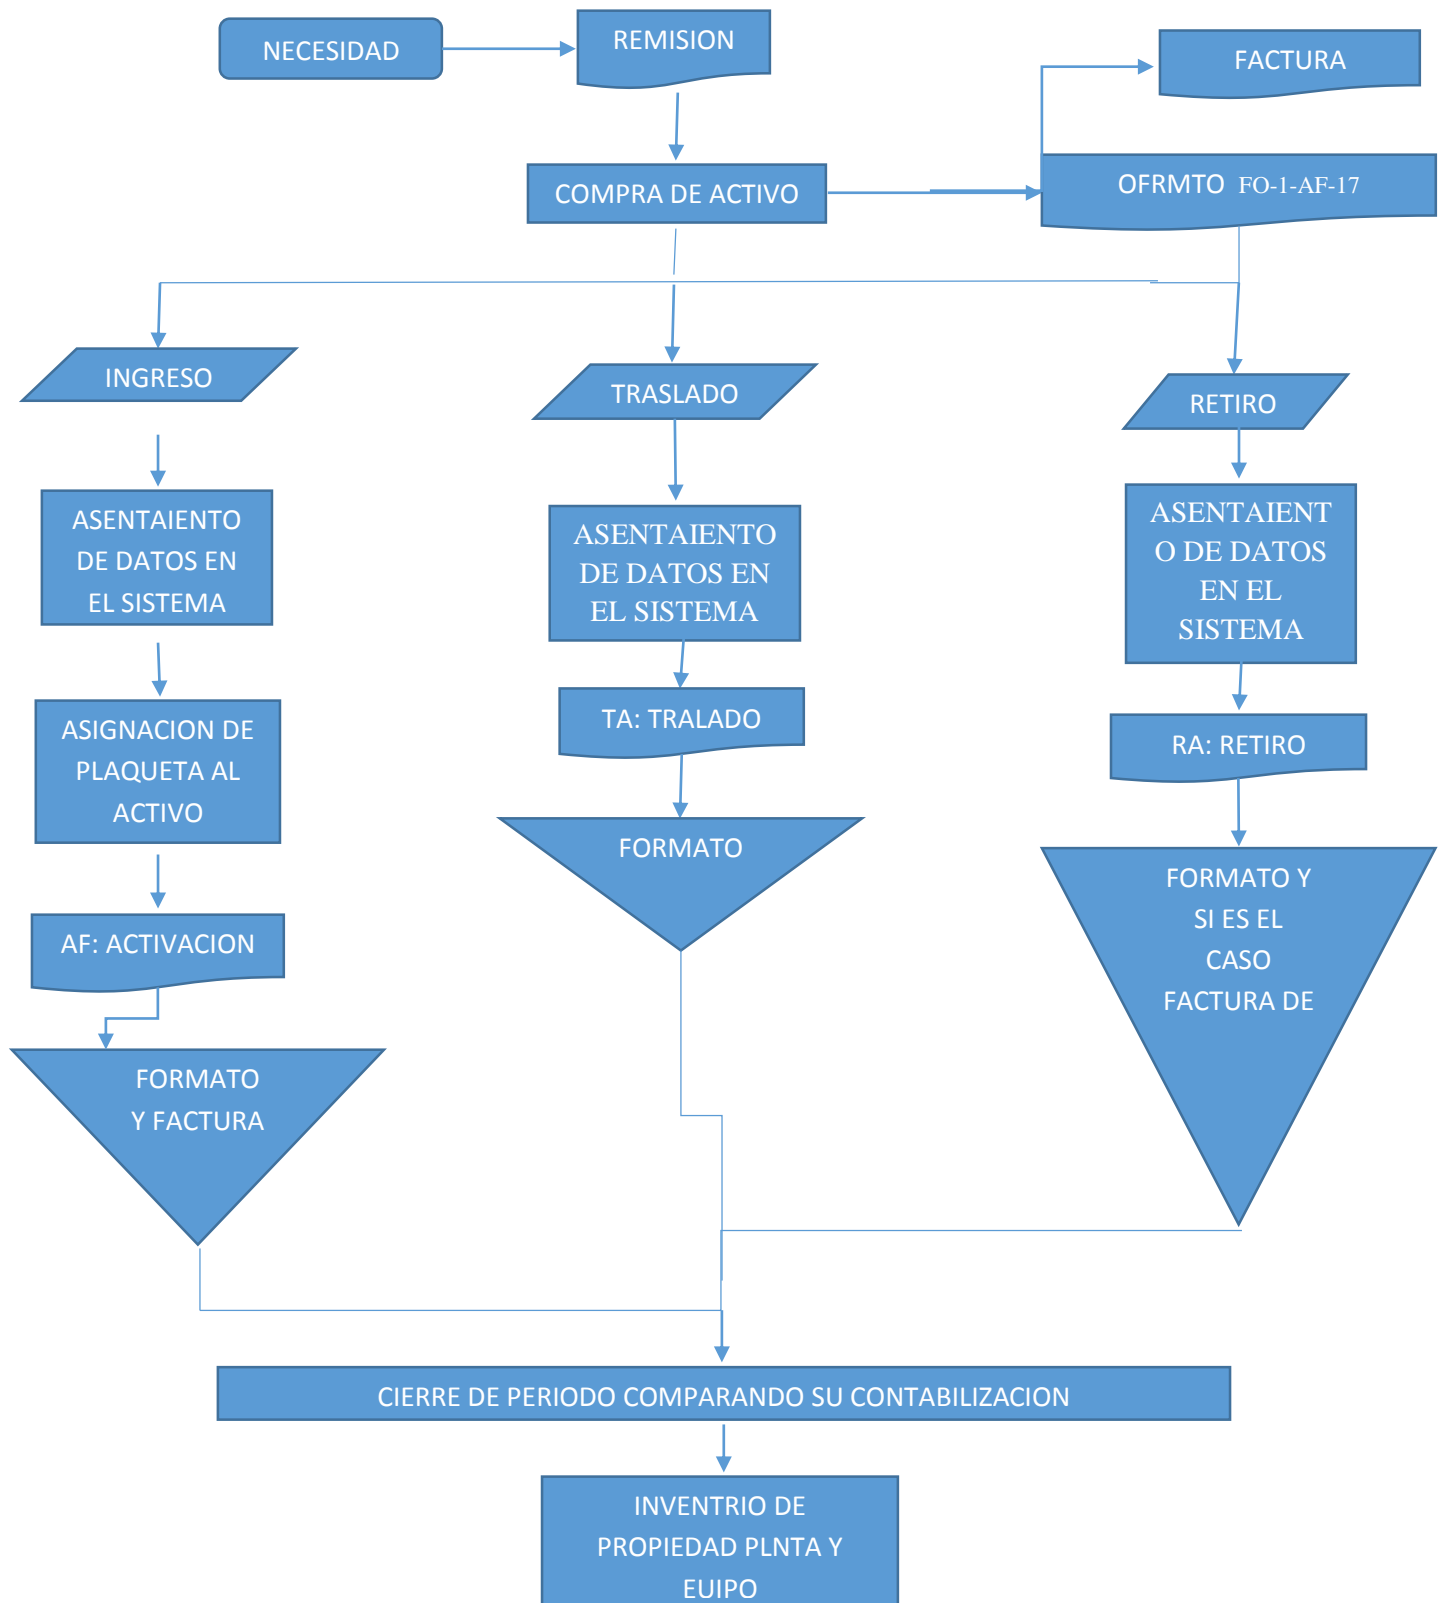 NECESIDAD
REMISION
FACTURA
COMPRA DE ACTIVO
OFRMTO FO-1-AF-17
INGRESO
TRASLADO
RETIRO
ASENTAIENTO
DE DATOS EN
EL SISTEMA
ASENTAIENTO
DE DATOS EN
EL SISTEMA
ASENTAIENT
O DE DATOS
EN EL
SISTEMA
ASIGNACION DE
PLAQUETA AL
ACTIVO
TA: TRALADO
RA: RETIRO
AF: ACTIVACION
FORMATO
FORMATO Y
SI ES EL
CASO
FACTURA DE
FORMATO
Y FACTURA
CIERRE DE PERIODO COMPARANDO SU CONTABILIZACION
INVENTRIO DE
PROPIEDAD PLNTA Y
EUIPO